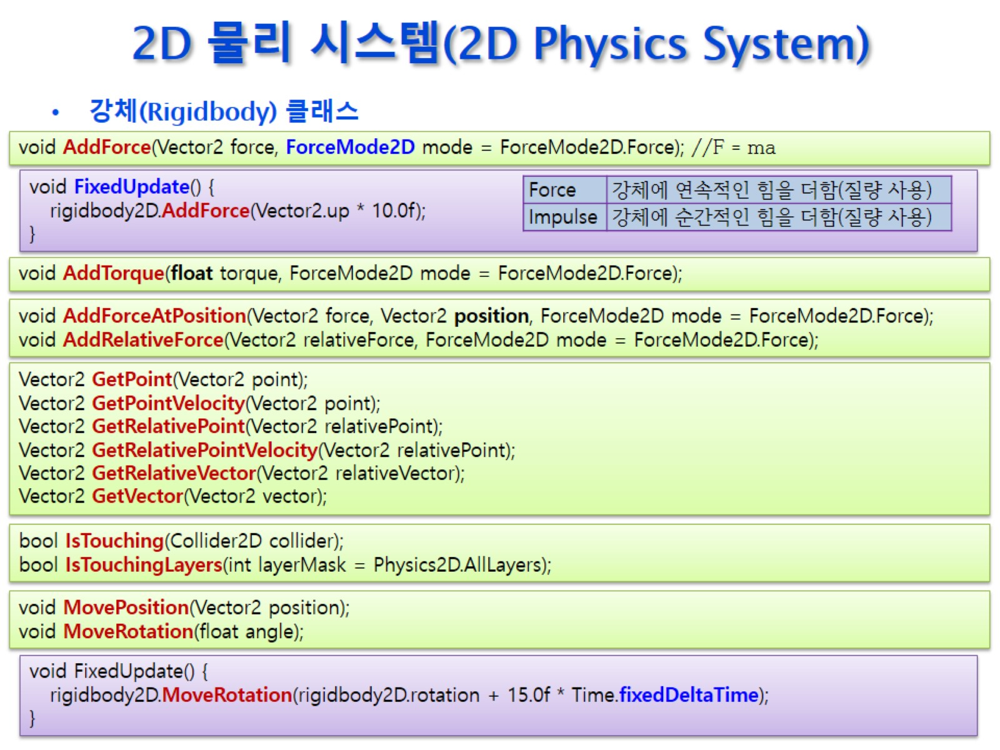 2D 물리 시스템(2D Physics System)
• 강체(Rigidbody) 클래스
void AddForce(Vector2 force, ForceMode2D mode = ForceMode2D.Force); //F = ma
void FixedUpdate() {
rigidbody2D.AddForce(Vector2.up * 10.0f);
}
Force 강체에 연속적인 힘을 더함(질량 사용)
Impulse 강체에 순간적인 힘을 더함(질량 사용)
void AddTorque(float torque, ForceMode2D mode = ForceMode2D.Force);
void AddForceAtPosition(Vector2 force, Vector2 position, ForceMode2D mode = ForceMode2D.Force);
void AddRelativeForce(Vector2 relativeForce, ForceMode2D mode = ForceMode2D.Force);
Vector2 GetPoint(Vector2 point);
Vector2 GetPointVelocity(Vector2 point);
Vector2 GetRelativePoint(Vector2 relativePoint);
Vector2 GetRelativePointVelocity(Vector2 relativePoint);
Vector2 GetRelativeVector(Vector2 relativeVector);
Vector2 GetVector(Vector2 vector);
bool IsTouching(Collider2D collider);
bool IsTouchingLayers(int layerMask = Physics2D.AllLayers);
void MovePosition(Vector2 position);
void MoveRotation(float angle);
void FixedUpdate() {
rigidbody2D.MoveRotation(rigidbody2D.rotation + 15.0f * Time.fixedDeltaTime);
}